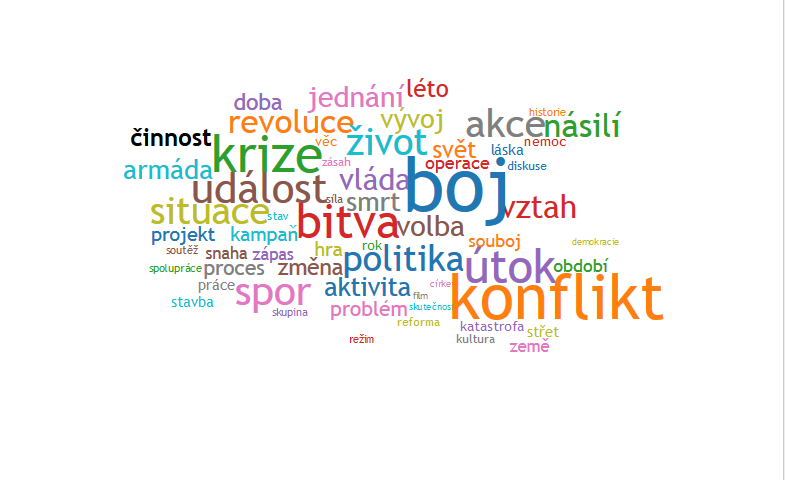 léto
jednání
doba
historie
revoluce
vývoj
akce
násilí
činnost
věc
život
svět
láska
nemoc
krize
zásah
operace
diskuse
armáda
vláda
boj
událost
síla
smrt
vztah
situace
stav
bitva
volba
projekt
kampaň
souboj
demokracie
soutěž
snaha
zápas
hra
rok
politika
útok
období
spolupráce
proces
změna
práce
spor
aktivita
církev
konflikt
film
stavba
skupina
problém
skutečnost
reforma
katastrofa
střet
režim
kultura
země